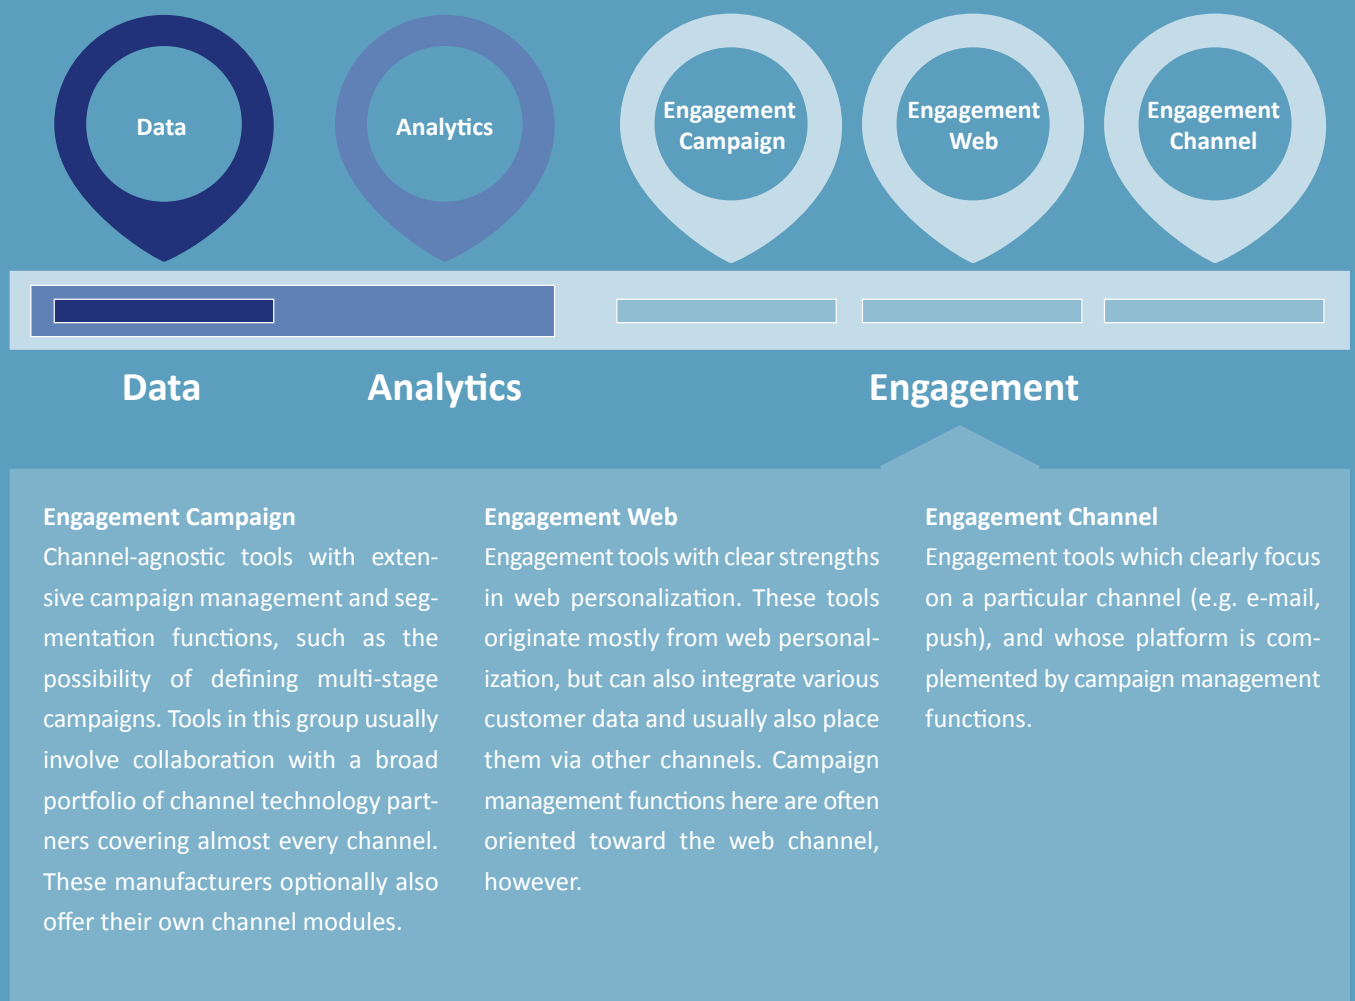 Data
Analytics
Engagement
Campaign
Engagement
Web
Engagement
Channel
Data
Analytics
Engagement
Engagement Campaign
Channel-agnostic tools with exten-
sive campaign management and seg-
mentation functions, such as the
possibility of defining multi-stage
campaigns. Tools in this group usually
involve collaboration with a broad
portfolio of channel technology part-
ners covering almost every channel.
These manufacturers optionally also
offer their own channel modules.
Engagement Web
Engagement tools with clear strengths
in web personalization. These tools
originate mostly from web personal-
ization, but can also integrate various
customer data and usually also place
them via other channels. Campaign
management functions here are often
oriented toward the web channel,
however.
Engagement Channel
Engagement tools which clearly focus
on a particular channel (e.g. e-mail,
push), and whose platform is com-
plemented by campaign management
functions.